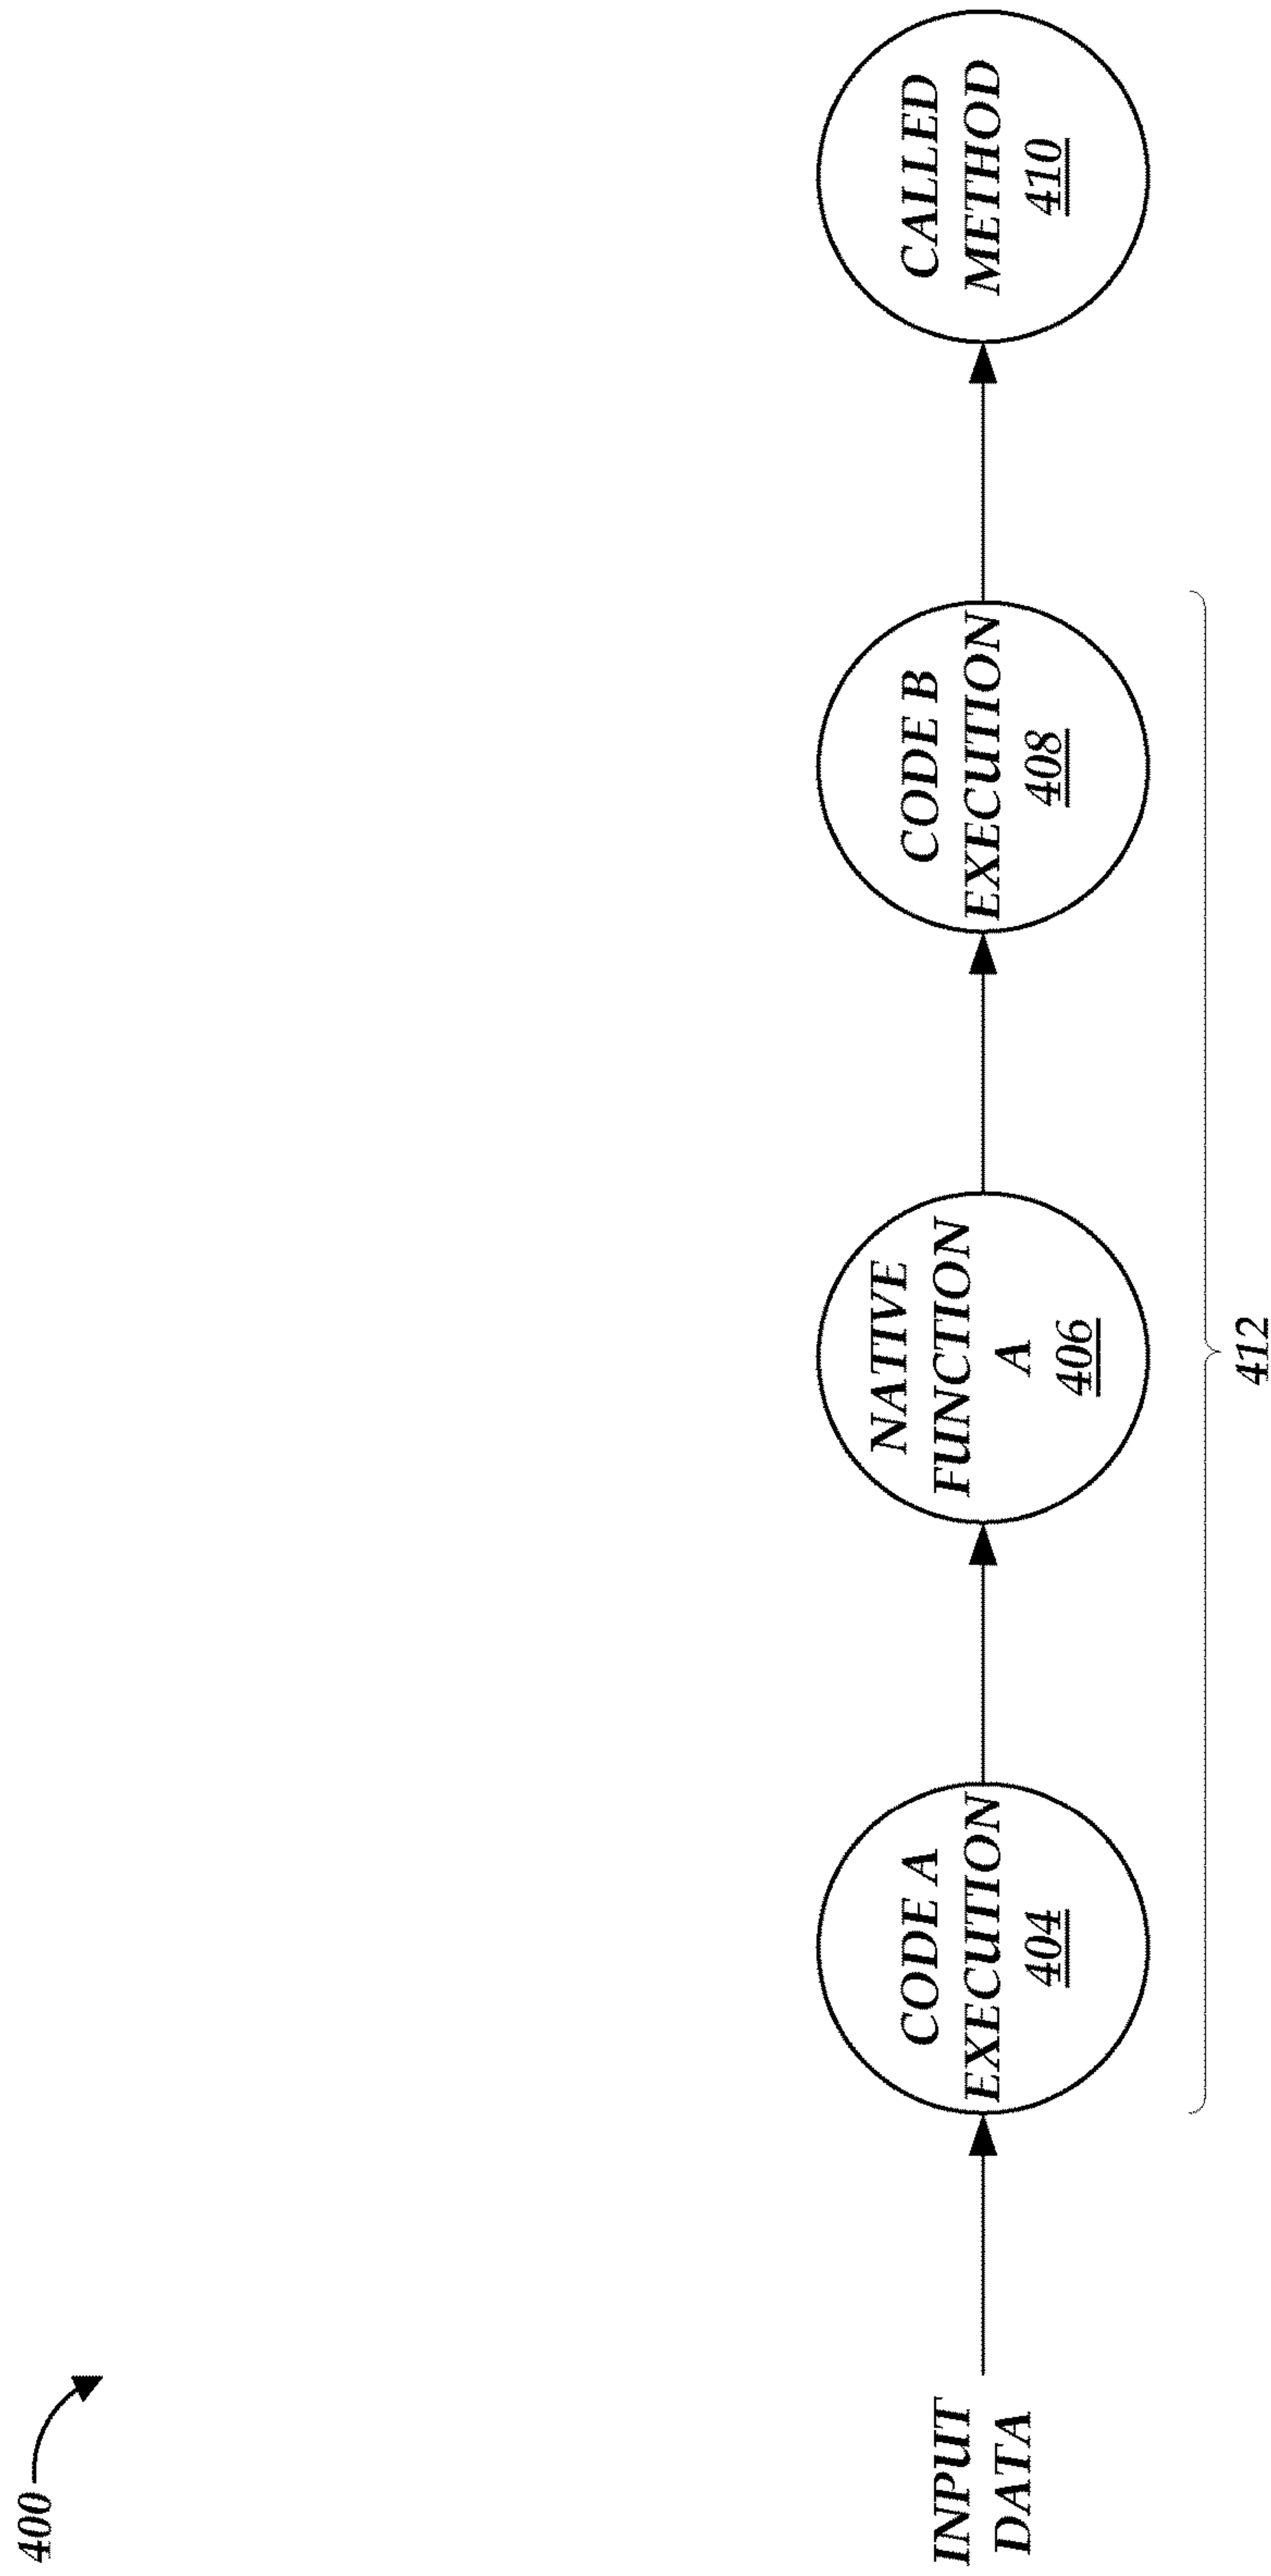 400
INPUT
DATA
CODE A
EXECUTION
404
NATIVE
FUNCTION
A
406
CODE B
EXECUTION
408
CALLED
METHOD
410
412